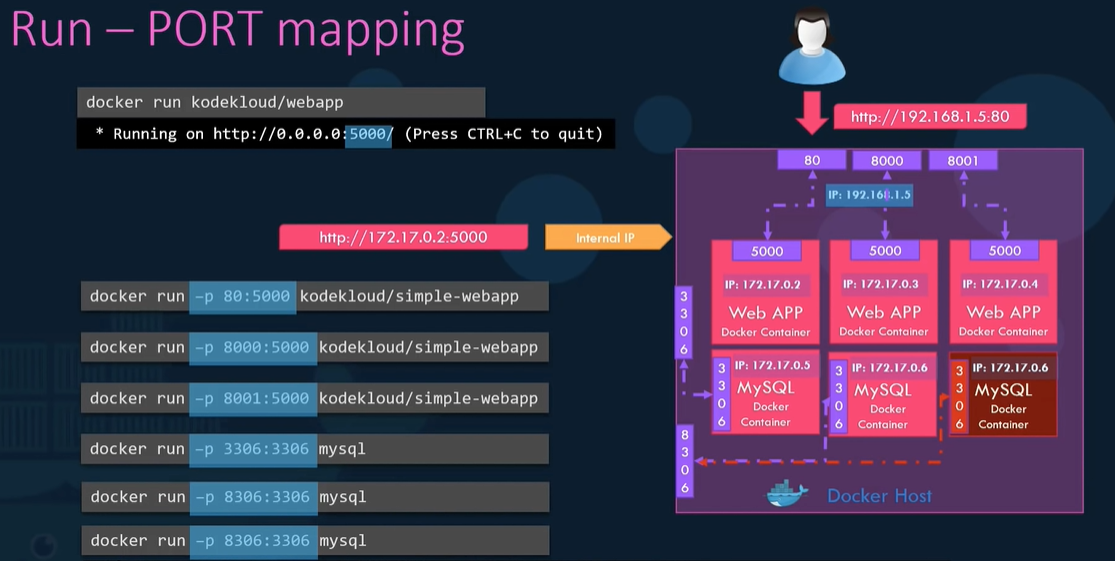 Run – PORT mapping
docker run kodekloud/webapp
* Running on http://0.0.0.0:5000/ (Press CTRL+C to quit)
http://192.168.1.5:80
80
8000
8001
IP: 192.168.1.5
http://172.17.0.2:5000
Internal IP
docker run -p 80:5000 kodekloud/simple-webapp
docker run -p 8000:5000 kodekloud/simple-webapp
docker run -p 8001:5000 kodekloud/simple-webapp
docker run -p 3306:3306 mysql
docker run -p 8306:3306 mysql
docker run -p 8306:3306 mysql
5000
IP: 172.17.0.2
Web APP
Docker Container
5000
IP: 172.17.0.3
Web APP
Docker Container
5000
IP: 172.17.0.4
Web APP
Docker Container
3306
3306
IP: 172.17.0.5
MySQL
Docker
Container
3306
IP: 172.17.0.6
MySQL
Docker
Container
3306
IP: 172.17.0.6
MySQL
Docker
Container
8306
Docker Host